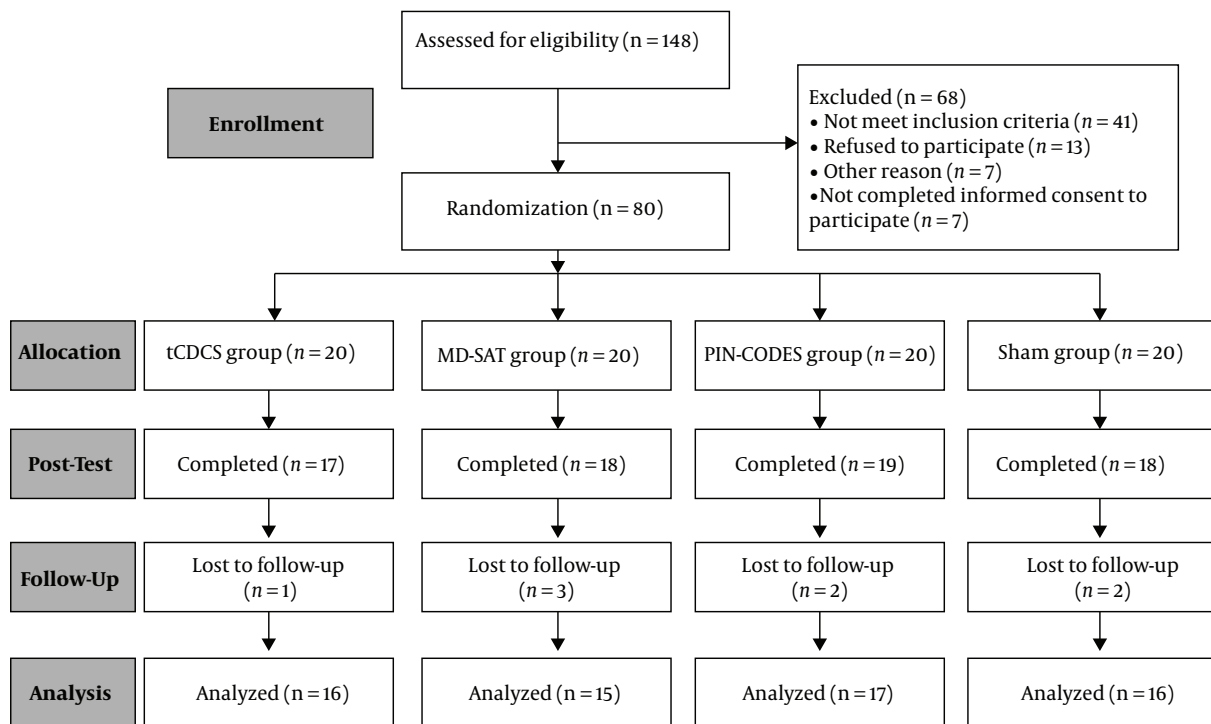 Assessed for eligibility (n = 148)
Enrollment
Excluded (n = 68)
• Not meet inclusion criteria (n = 41)
• Refused to participate (n = 13)
• Other reason (n = 7)
•Not completed informed consent to
participate (n = 7)
Randomization (n = 80)
Allocation
tCDCS group (n = 20)
MD-SAT group (n = 20)
PIN-CODES group (n = 20)
Sham group (n = 20)
Post-Test
Completed (n = 17)
Completed (n = 18)
Completed (n = 19)
Completed (n = 18)
Follow-Up
Lost to follow-up
(n = 1)
Lost to follow-up
(n = 3)
Lost to follow-up
(n = 2)
Lost to follow-up
(n = 2)
Analysis
Analyzed (n = 16)
Analyzed (n = 15)
Analyzed (n = 17)
Analyzed (n = 16)